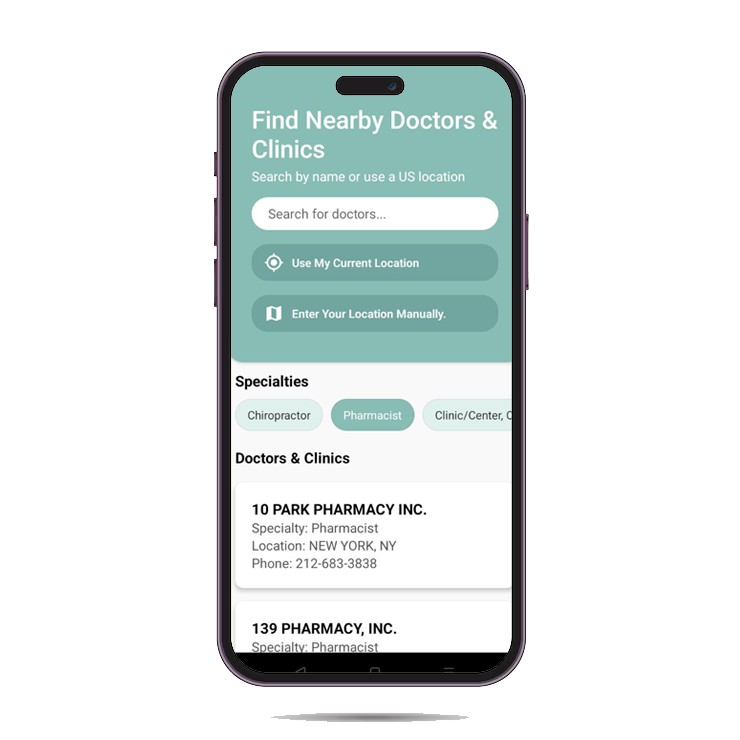 Find Nearby Doctors &
Clinics
Search by name or use a US location
Search for doctors...
Use My Current Location
Enter Your Location Manually.
Specialties
Chiropractor
Pharmacist
Clinic/Center, C
Doctors & Clinics
10 PARK PHARMACY INC.
Specialty: Pharmacist
Location: NEW YORK, NY
Phone: 212-683-3838
139 PHARMACY, INC.
Specialty: Pharmacist